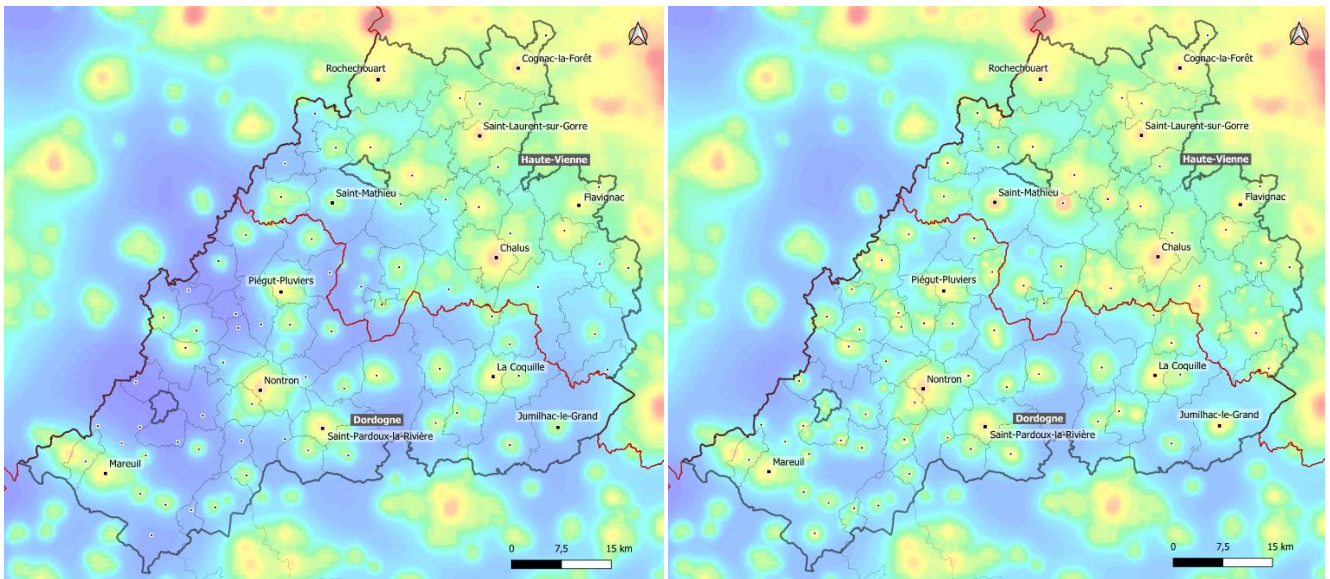 Cognac-la-Forêt
Rochechouart
Saint-Laurent-sur-Gorre
Haute-Vienne
Saint-Mathieu
Flavignac
Chalus
Piégut-Pluviers
La Coquille
Nontron
Dordogne
Jumilhac-le-Grand
Saint-Pardoux-la-Rivière
Mareuil
0 7,5 15 km
Cognac-la-Forêt
Rochechouart
Saint-Laurent-sur-Gorre
Haute-Vienne
Saint-Mathieu
Flavignac
Chalus
Piégut-Pluviers
La Coquille
Nontron
Dordogne
Jumilhac-le-Grand
Saint-Pardoux-la-Rivière
Mareuil
0 7,5 15 km